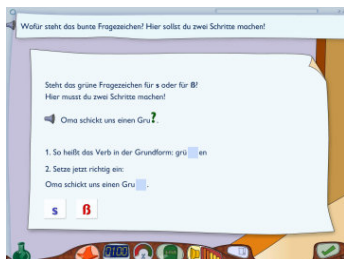 Wofür steht das bunte Fragezeichen? Hier sollst du zwei Schritte machen!
Steht das grüne Fragezeichen für s oder für ß?
Hier musst du zwei Schritte machen!
Oma schickt uns einen Gru?.
1. So heißt das Verb in der Grundform: grü en
2. Setze jetzt richtig ein:
Oma schickt uns einen Gru .
s ß